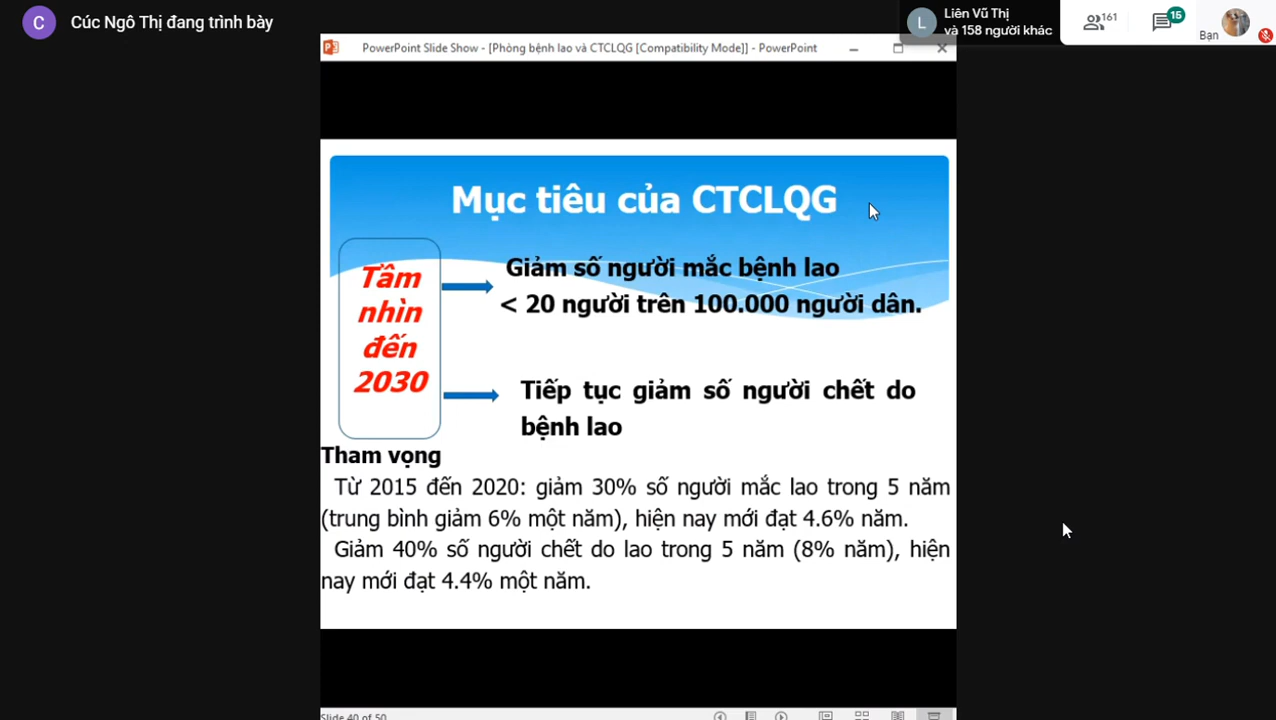 C
Cúc Ngô Thị đang trình bày
L
Liên Vũ Thị
và 158 người khác
161
15
Bạn
PowerPoint Slide Show - [Phòng bệnh lao và CTCLQG [Compatibility Mode]] - PowerPoint
Mục tiêu của CTCLQG
Tầm
nhìn
đến
2030
Giảm số người mắc bệnh lao
< 20 người trên 100.000 người dân.
Tiếp tục giảm số người chết do
bệnh lao
Tham vọng
Từ 2015 đến 2020: giảm 30% số người mắc lao trong 5 năm
(trung bình giảm 6% một năm), hiện nay mới đạt 4.6% năm.
Giảm 40% số người chết do lao trong 5 năm (8% năm), hiện
nay mới đạt 4.4% một năm.
Slide 40 of 50